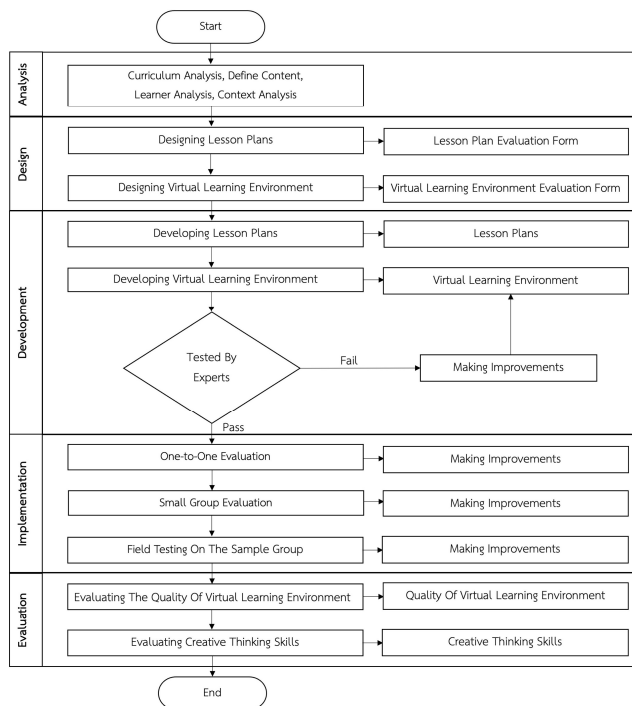 Start
Analysis
Curriculum Analysis, Define Content,
Learner Analysis, Context Analysis
Design
Designing Lesson Plans
Lesson Plan Evaluation Form
Designing Virtual Learning Environment
Virtual Learning Environment Evaluation Form
Development
Developing Lesson Plans
Lesson Plans
Developing Virtual Learning Environment
Virtual Learning Environment
Tested By
Experts
Fail
Making Improvements
Pass
Implementation
One-to-One Evaluation
Making Improvements
Small Group Evaluation
Making Improvements
Field Testing On The Sample Group
Making Improvements
Evaluation
Evaluating The Quality Of Virtual Learning Environment
Quality Of Virtual Learning Environment
Evaluating Creative Thinking Skills
Creative Thinking Skills
End